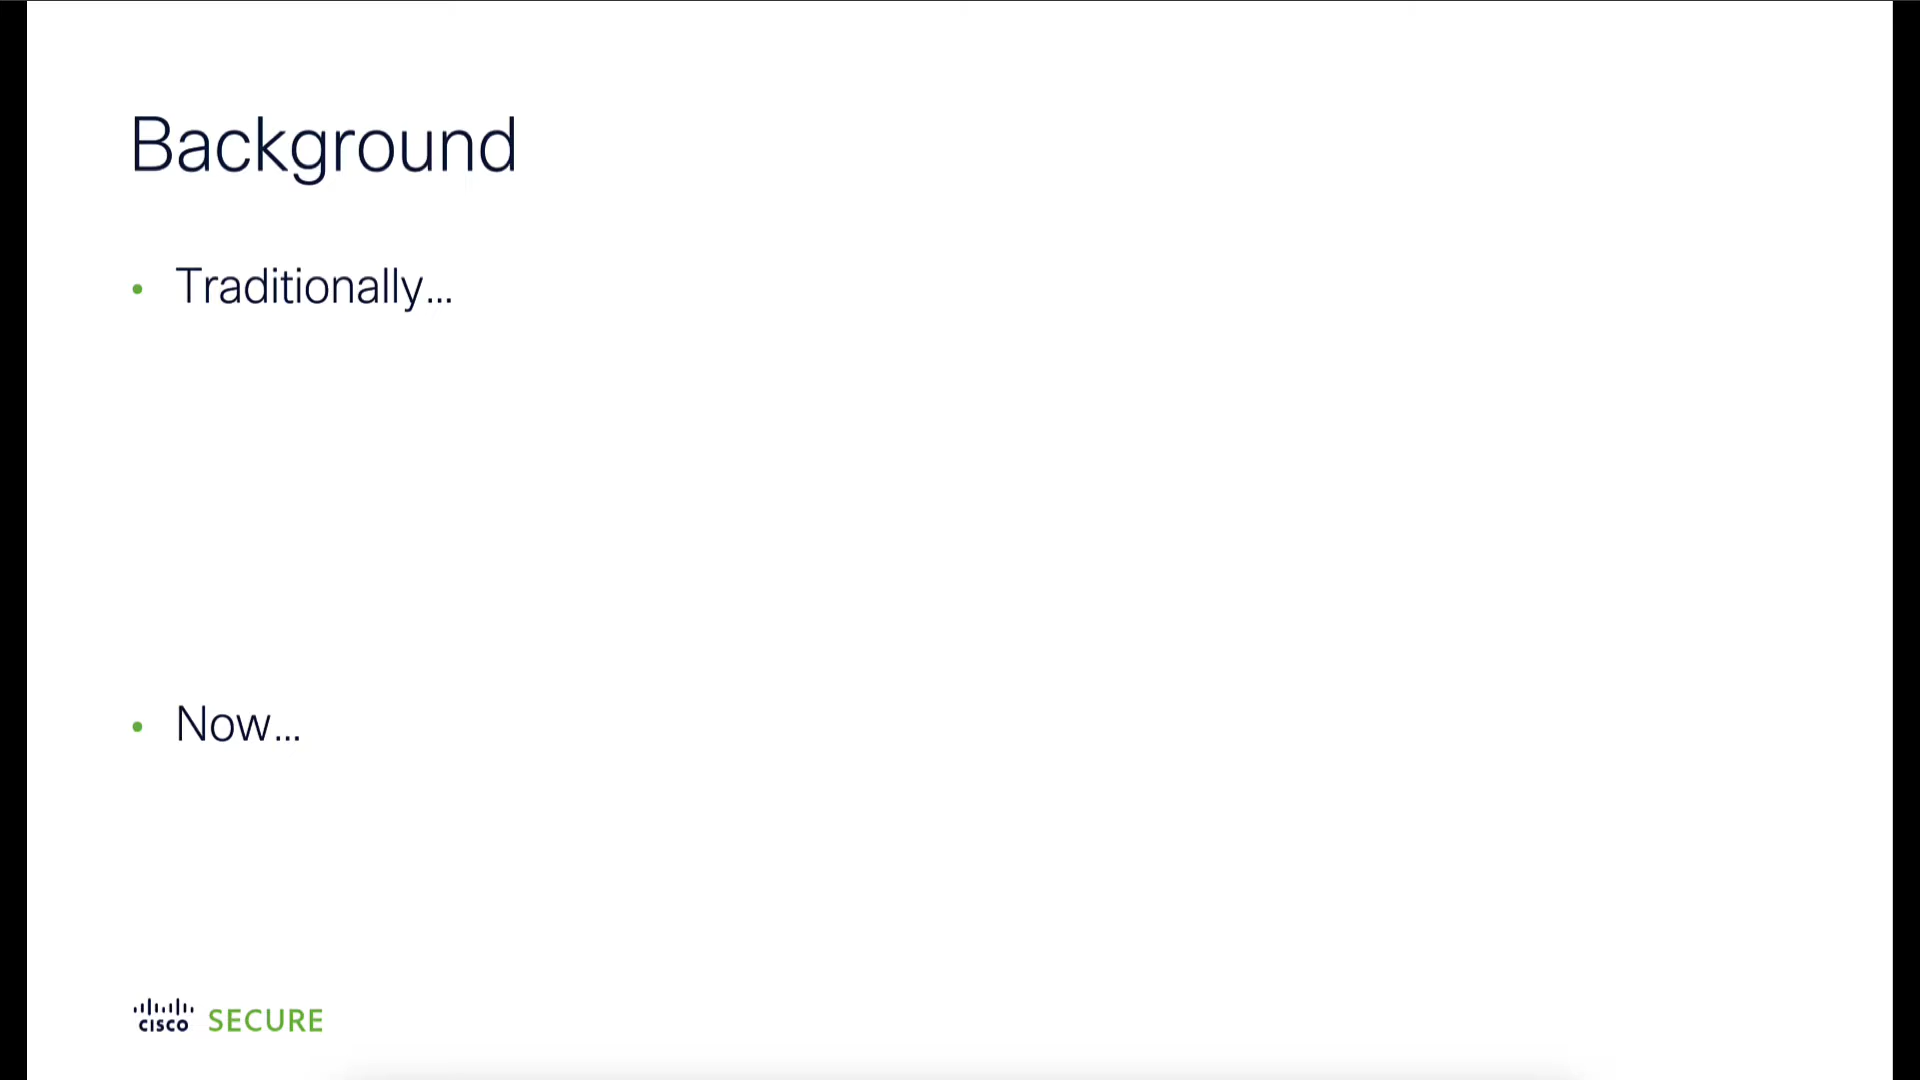 Background
• Traditionally...
• Now...
CISCO SECURE